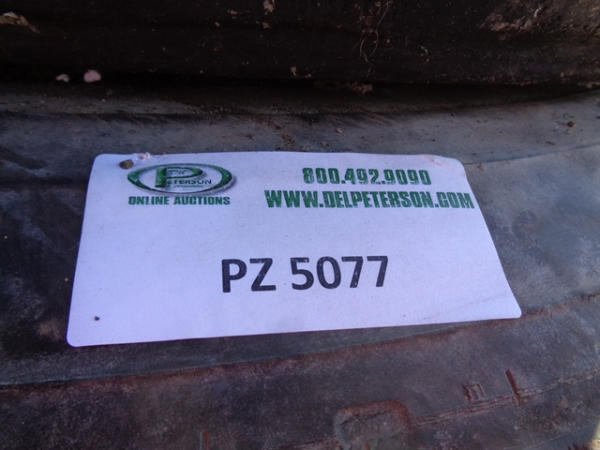 PETERSON
ONLINE AUCTIONS
800.492.9090
WWW.DELPETERSON.COM
PZ 5077